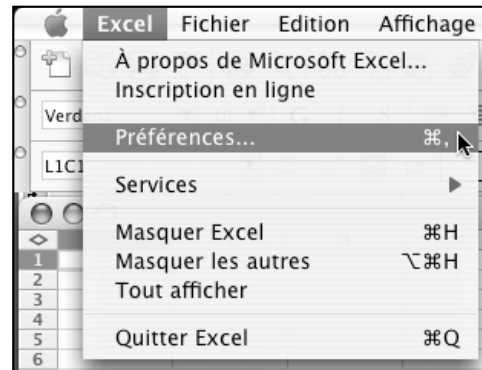 Excel Fichier Edition Affichage
À propos de Microsoft Excel...
Inscription en ligne
Verd
Préférences... ⌘,
L1C1
Services
Masquer Excel ⌘H
Masquer les autres ⌥⌘H
Tout afficher
Quitter Excel ⌘Q
1
2
3
4
5
6